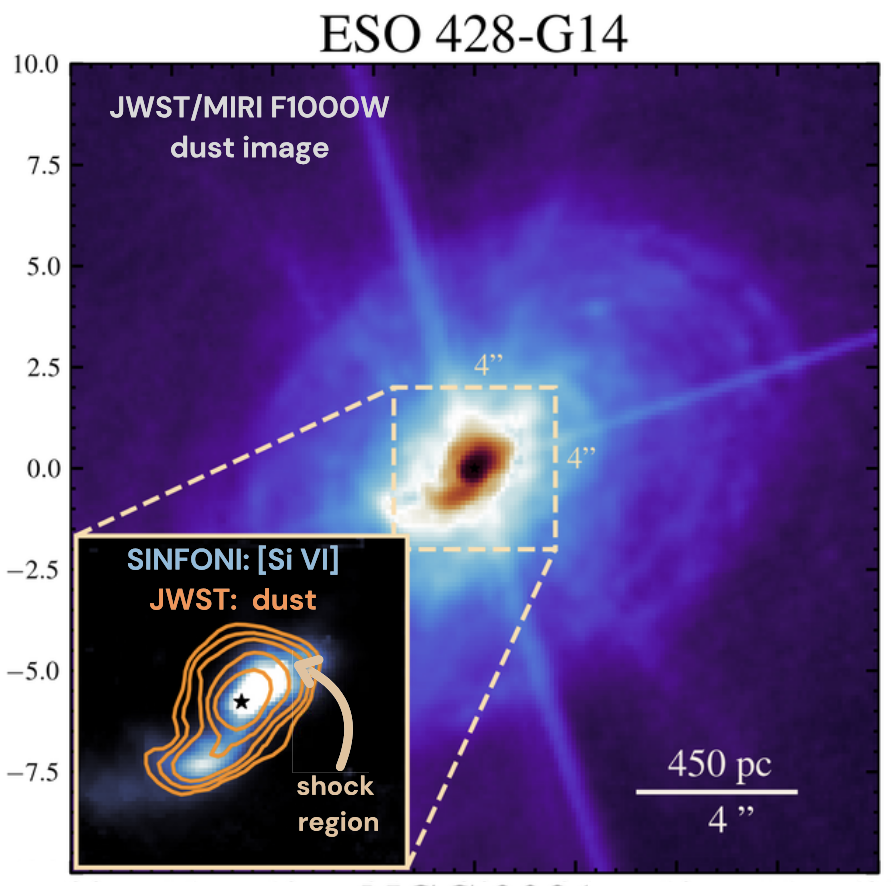 ESO 428-G14
10.0
JWST/MIRI F1000W
dust image
7.5
5.0
2.5
4”
4”
0.0
−2.5
SINFONI: [Si VI]
JWST: dust
−5.0
shock
region
450 pc
4 ”
−7.5